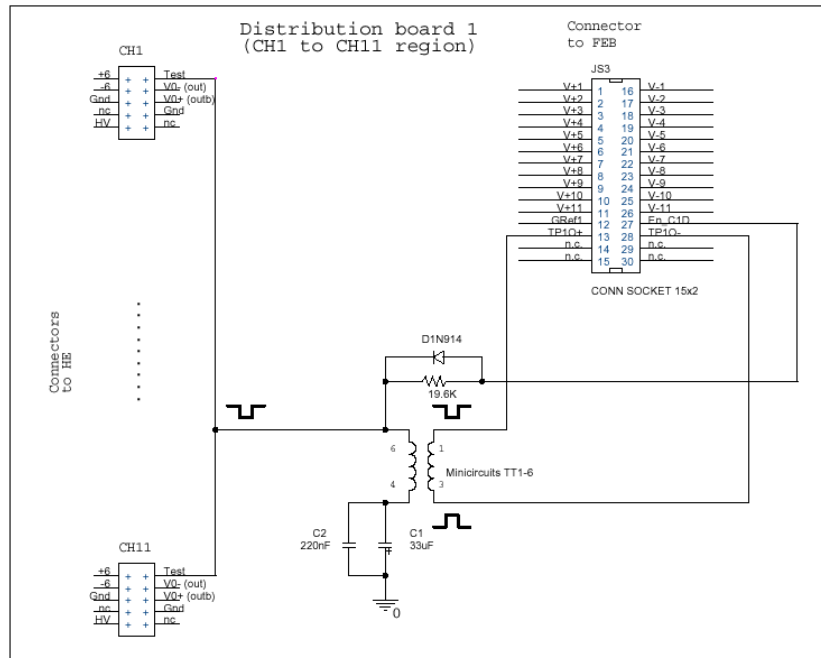 Distribution board 1
(CH1 to CH11 region)
Connector
to FEB
CH1
+6 Test
-6 V0- (out)
Gnd V0+ (outb)
nc Gnd
HV nc
JS3
V+1 1 16 V-1
V+2 2 17 V-2
V+3 3 18 V-3
V+4 4 19 V-4
V+5 5 20 V-5
V+6 6 21 V-6
V+7 7 22 V-7
V+8 8 23 V-8
V+9 9 24 V-9
V+10 10 25 V-10
V+11 11 26 V-11
GRef1 12 27 En_C1D
TP1O+ 13 28 TP1O-
n.c. 14 29 n.c.
n.c. 15 30 n.c.
CONN SOCKET 15x2
Connectors
to HE
D1N914
19.6K
6 1
4 3
Minicircuits TT1-6
C2
220nF
C1
33uF
0
CH11
+6 Test
-6 V0- (out)
Gnd V0+ (outb)
nc Gnd
HV nc